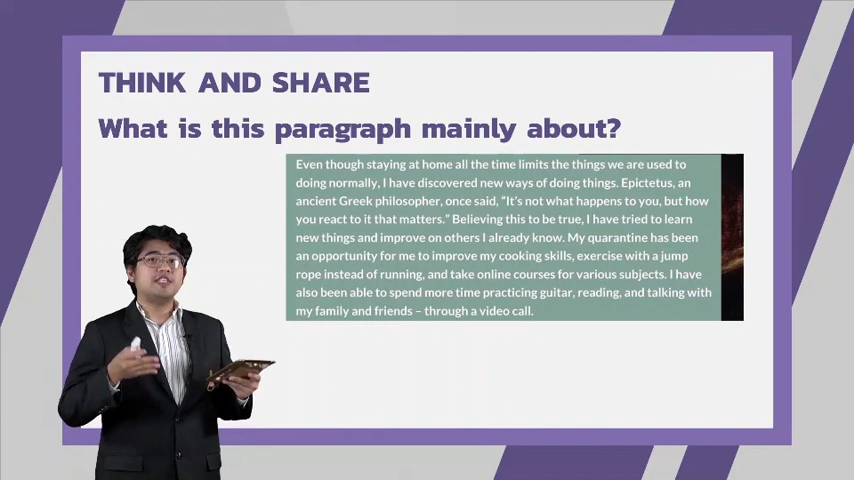 THINK AND SHARE
What is this paragraph mainly about?
Even though staying at home all the time limits the things we are used to
doing normally, I have discovered new ways of doing things. Epictetus, an
ancient Greek philosopher, once said, “It’s not what happens to you, but how
you react to it that matters.” Believing this to be true, I have tried to learn
new things and improve on others I already know. My quarantine has been
an opportunity for me to improve my cooking skills, exercise with a jump
rope instead of running, and take online courses for various subjects. I have
also been able to spend more time practicing guitar, reading, and talking with
my family and friends – through a video call.